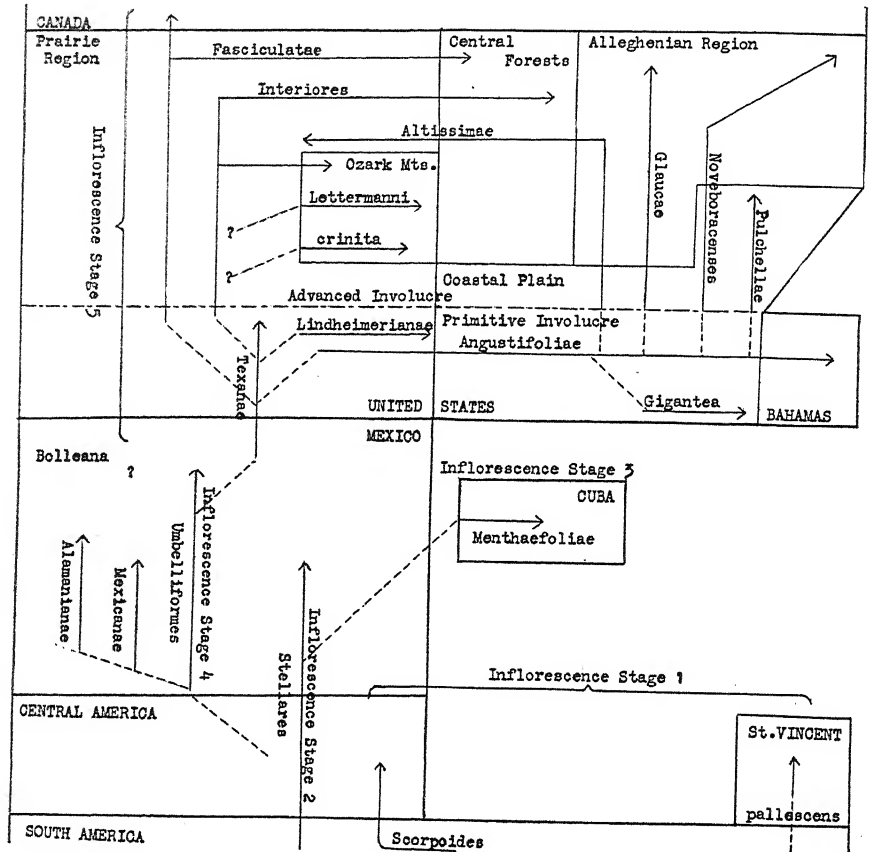 CANADA
Prairie
Region
Fasciculatae
Central
Forests
Alleghenian Region
Interiores
Altissimae
Inflorescence Stage 5
Ozark Mts.
Glaucae
Noveboracenses
Lettermanni
Pulchellae
?
crinita
?
Coastal Plain
Advanced Involucre
Lindheimerianae
Primitive Involucre
Angustifoliae
Texanae
Gigantea
UNITED STATES
BAHAMAS
MEXICO
Bolleana
?
Inflorescence Stage 3
CUBA
Menthaefoliae
Alamanianae
Mexicanae
Umbelliformes
Inflorescence Stage 4
Stellares
Inflorescence Stage 2
Inflorescence Stage 1
CENTRAL AMERICA
St.VINCENT
pallescens
SOUTH AMERICA
Scorpoides